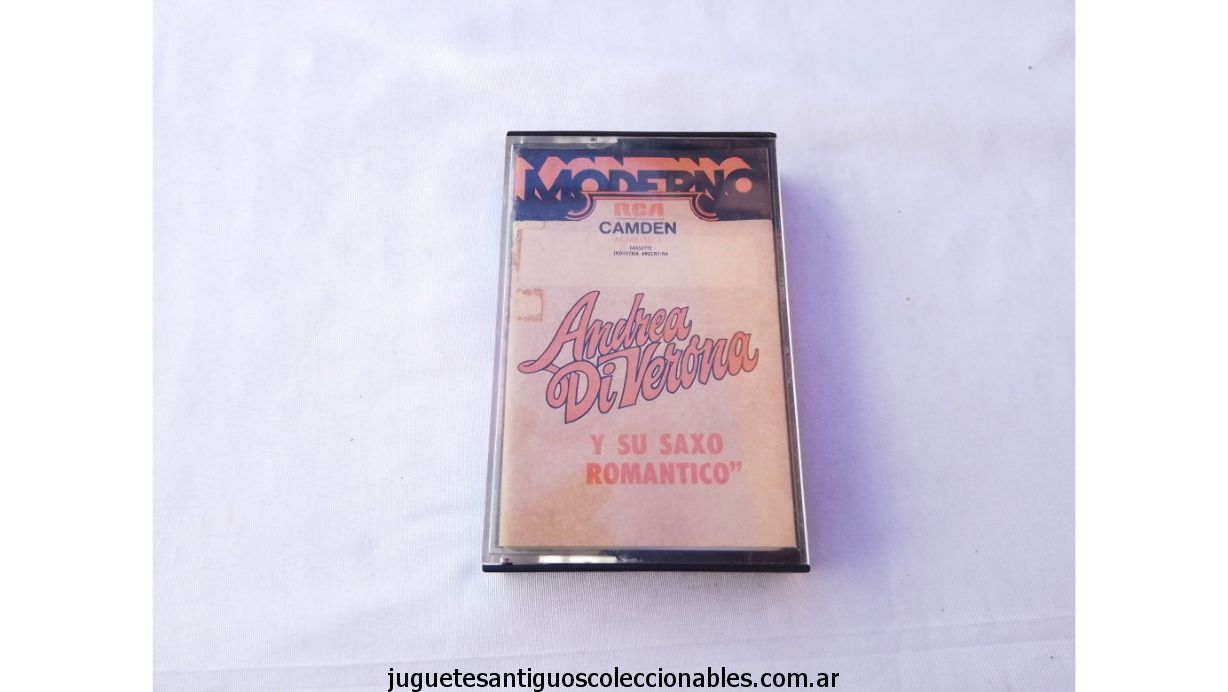 MODERNO
RCA
CAMDEN
CASSETTE
INDUSTRIA ARGENTINA
Andrea
Di Verona
Y SU SAXO
ROMANTICO"
juguetesantiguoscoleccionables.com.ar